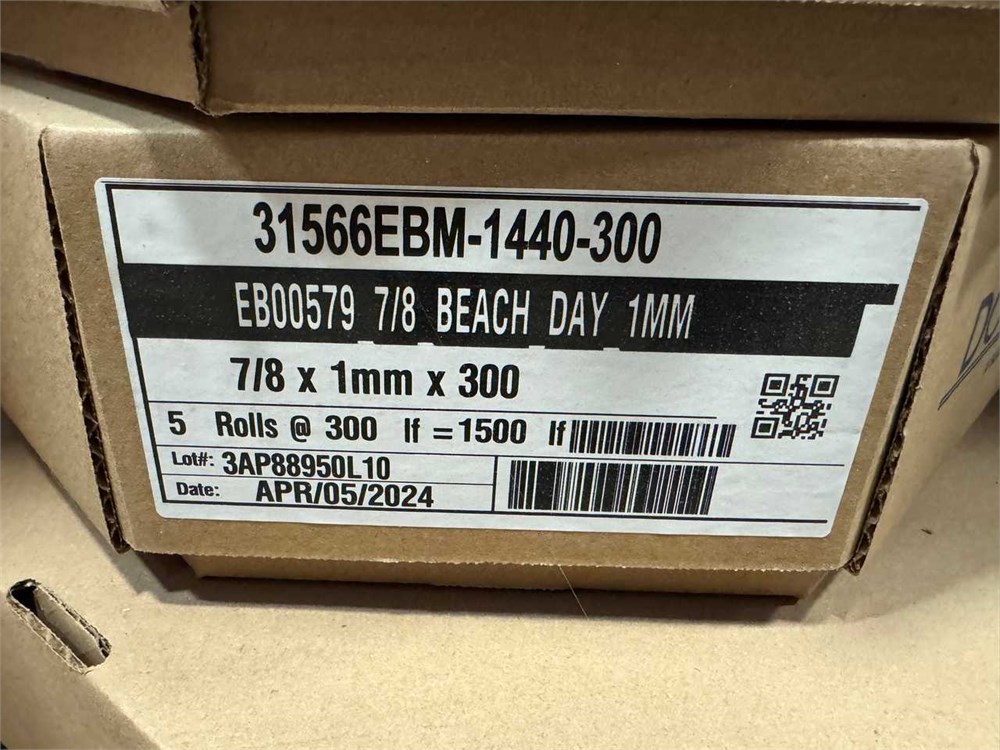 31566EBM-1440-300
EB00579 7/8 BEACH DAY 1MM
7/8 x 1mm x 300
5 Rolls @ 300 lf = 1500 lf
Lot#: 3AP88950L10
Date: APR/05/2024